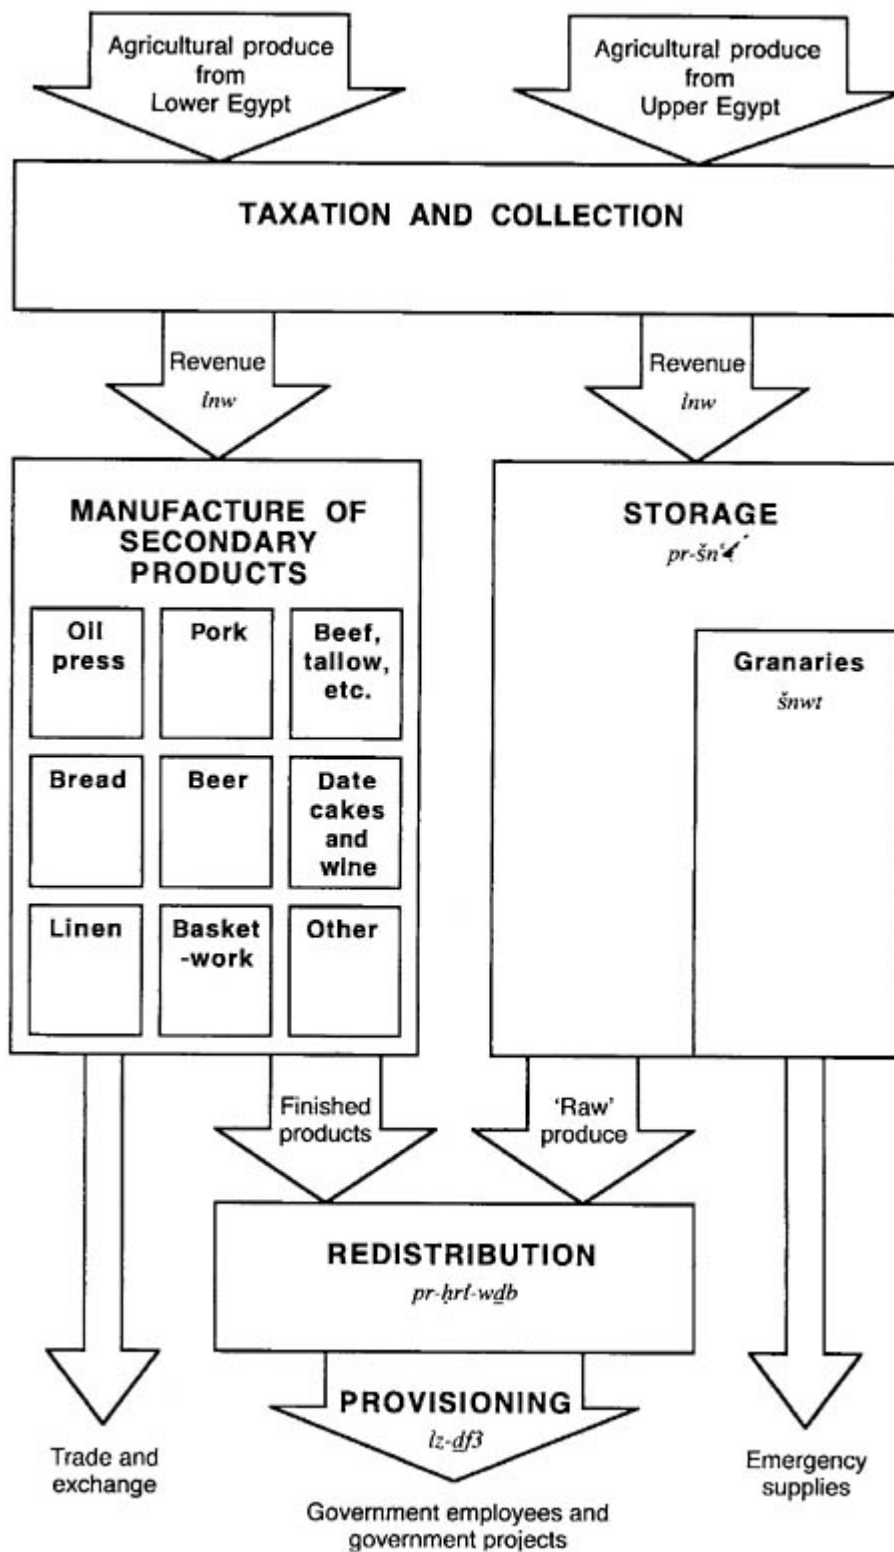 Agricultural produce
from
Lower Egypt
Agricultural produce
from
Upper Egypt
TAXATION AND COLLECTION
Revenue
ỉnw
Revenue
ỉnw
MANUFACTURE OF
SECONDARY
PRODUCTS
Oil
press
Pork
Beef,
tallow,
etc.
Bread
Beer
Date
cakes
and
wine
Linen
Basket
-work
Other
STORAGE
pr-šnꜥ
Granaries
šnwt
Finished
products
'Raw'
produce
REDISTRIBUTION
pr-ḥrỉ-wḏb
PROVISIONING
ỉz-ḏf3
Trade and
exchange
Government employees and
government projects
Emergency
supplies